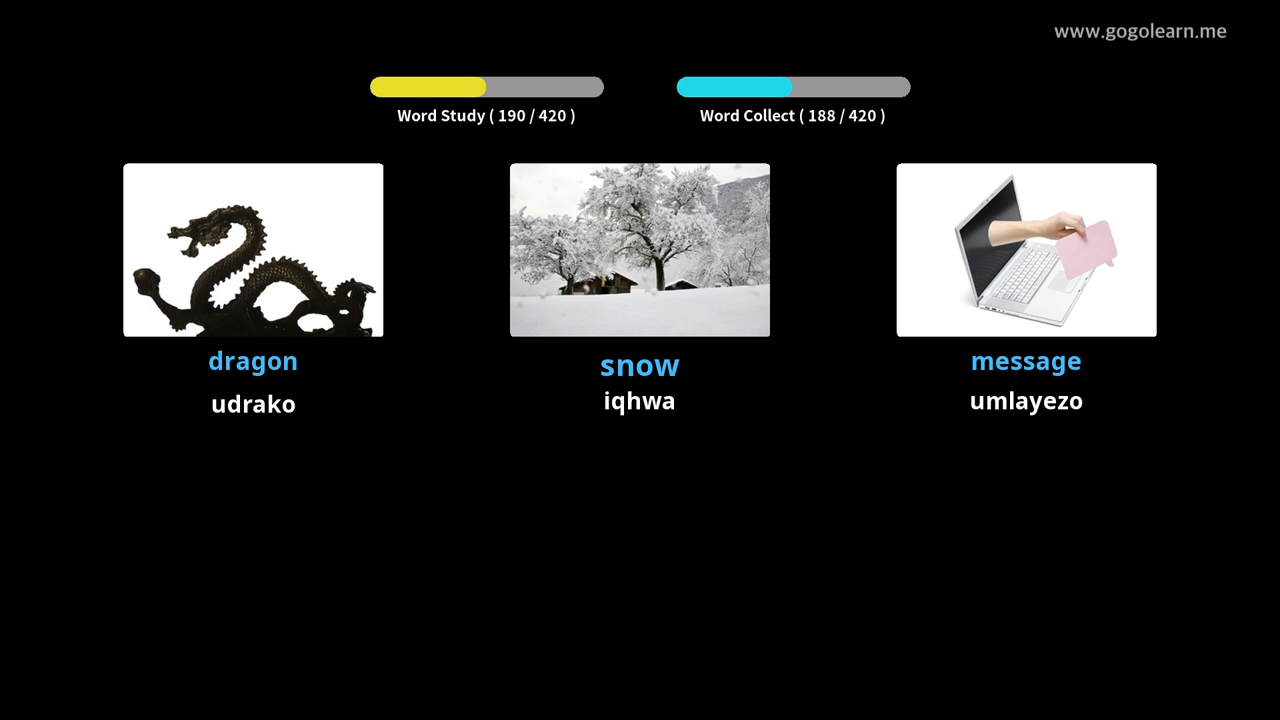 www.gogolearn.me
Word Study ( 190 / 420 )
Word Collect ( 188 / 420 )
dragon
udrako
snow
iqhwa
message
umlayezo